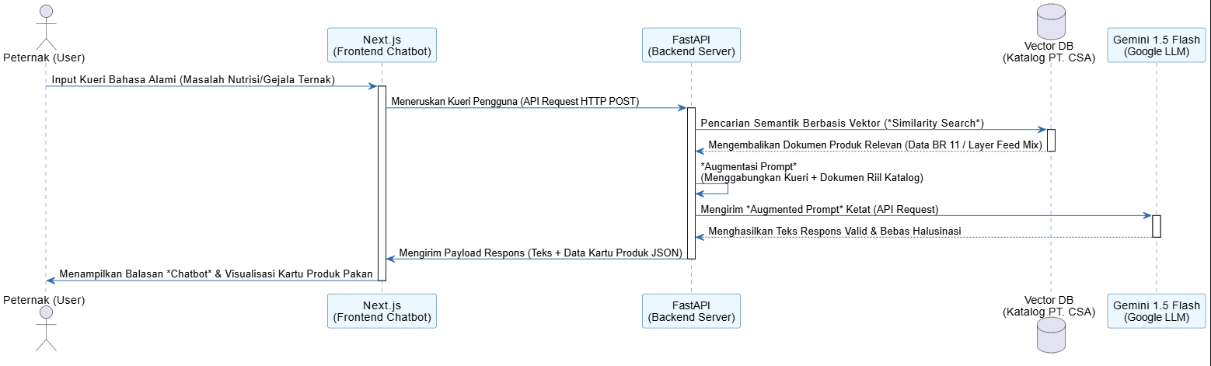 Peternak (User)
Next.js
(Frontend Chatbot)
FastAPI
(Backend Server)
Vector DB
(Katalog PT. CSA)
Gemini 1.5 Flash
(Google LLM)
Input Kueri Bahasa Alami (Masalah Nutrisi/Gejala Ternak)
Meneruskan Kueri Pengguna (API Request HTTP POST)
Pencarian Semantik Berbasis Vektor (*Similarity Search*)
Mengembalikan Dokumen Produk Relevan (Data BR 11 / Layer Feed Mix)
*Augmentasi Prompt*
(Menggabungkan Kueri + Dokumen Riil Katalog)
Mengirim *Augmented Prompt* Ketat (API Request)
Menghasilkan Teks Respons Valid & Bebas Halusinasi
Mengirim Payload Respons (Teks + Data Kartu Produk JSON)
Menampilkan Balasan *Chatbot* & Visualisasi Kartu Produk Pakan
Peternak (User)
Next.js
(Frontend Chatbot)
FastAPI
(Backend Server)
Vector DB
(Katalog PT. CSA)
Gemini 1.5 Flash
(Google LLM)